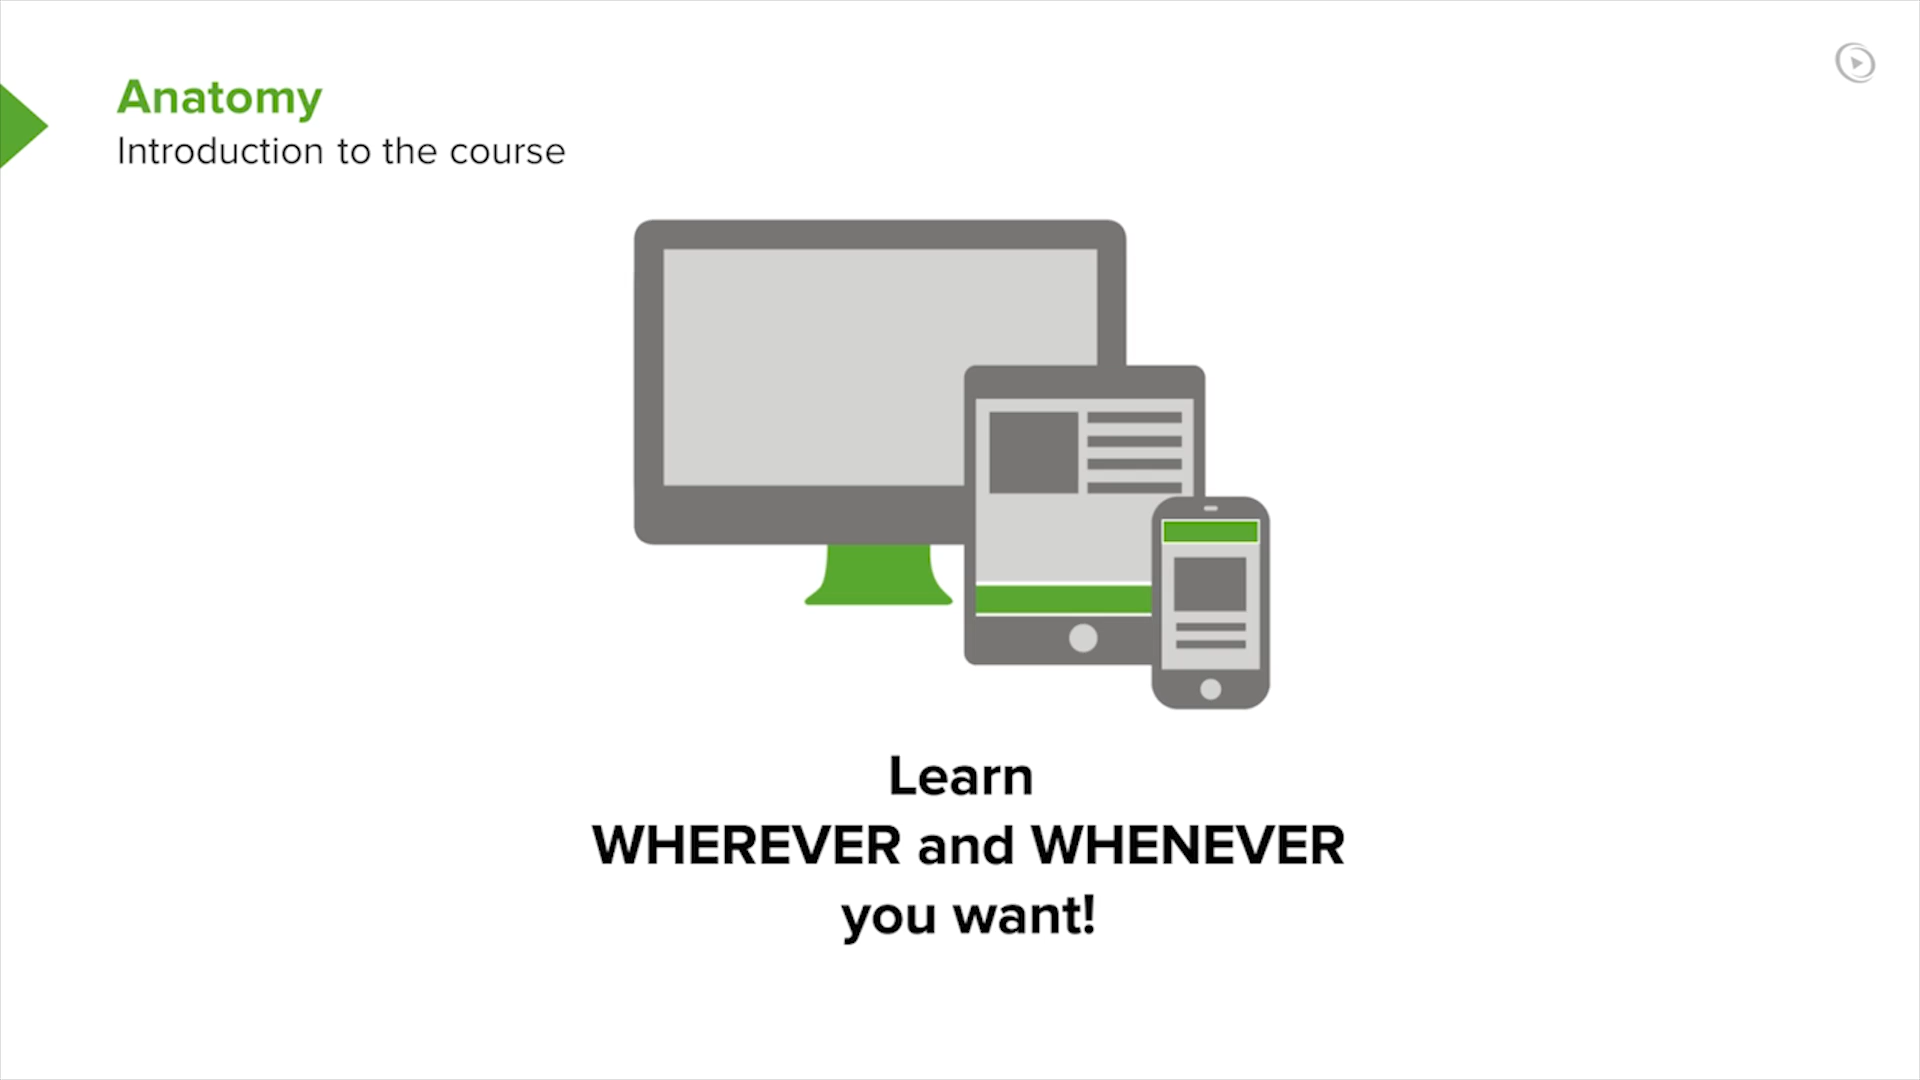 Anatomy
Introduction to the course
Learn
WHEREVER and WHENEVER
you want!